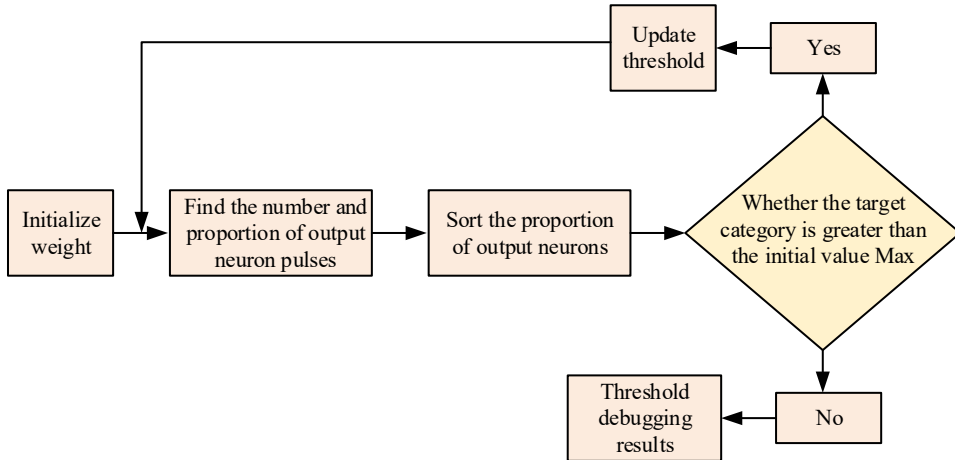 Update
threshold
Yes
Initialize
weight
Find the number and
proportion of output
neuron pulses
Sort the proportion
of output neurons
Whether the target
category is greater than
the initial value Max
Threshold
debugging
results
No